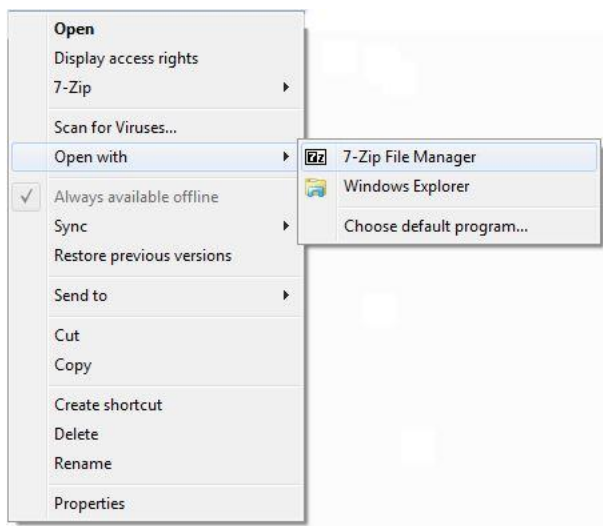 Open
Display access rights
7-Zip
Scan for Viruses...
Open with
7z 7-Zip File Manager
Windows Explorer
Always available offline
Choose default program...
Sync
Restore previous versions
Send to
Cut
Copy
Create shortcut
Delete
Rename
Properties